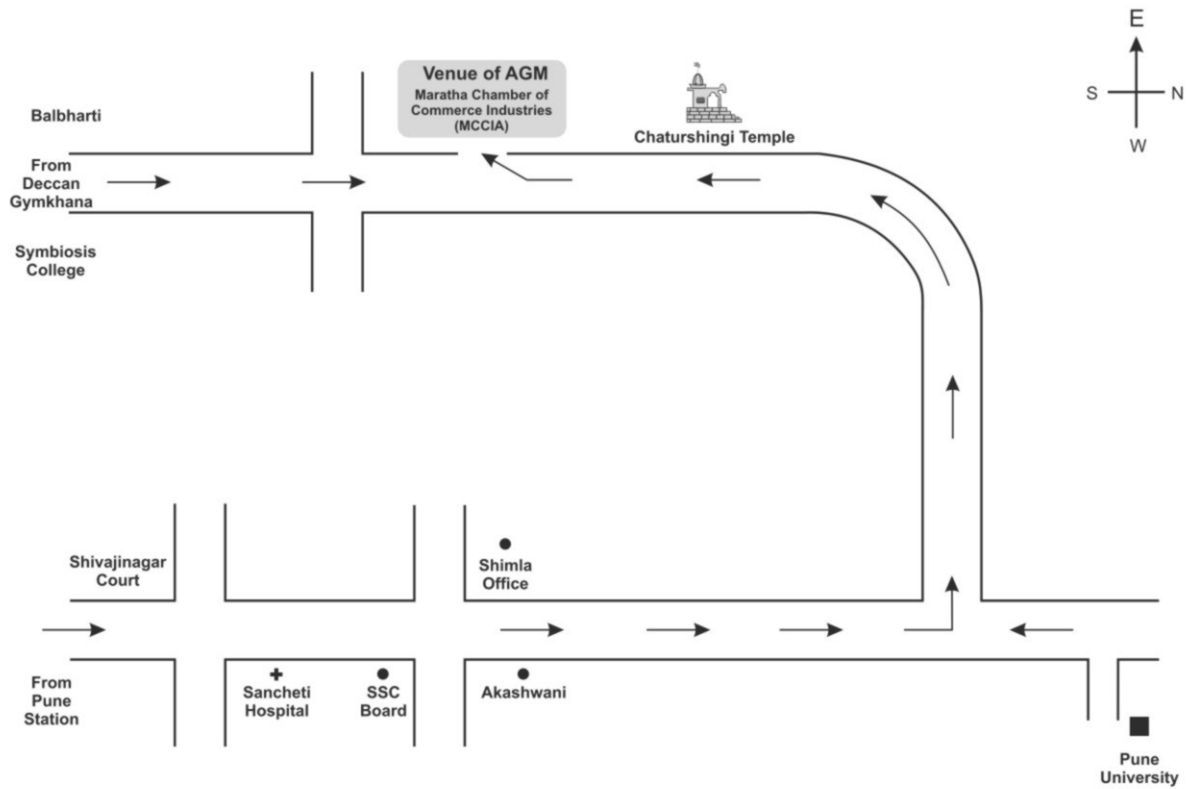 E
S
N
W
Venue of AGM
Maratha Chamber of
Commerce Industries
(MCCIA)
Chaturshingi Temple
Balbharti
From
Deccan
Gymkhana
Symbiosis
College
Shivajinagar
Court
Shimla
Office
From
Pune
Station
Sancheti
Hospital
SSC
Board
Akashwani
Pune
University